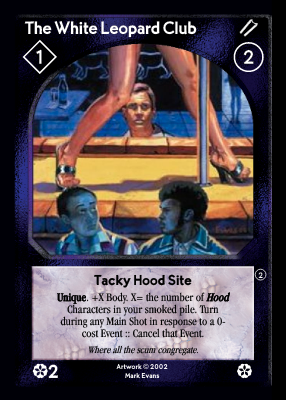 The White Leopard Club
1
2
Tacky Hood Site
2
Unique. +X Body. X= the number of Hood
Characters in your smoked pile. Turn
during any Main Shot in response to a 0-
cost Event :: Cancel that Event.
Where all the scum congregate.
2
Artwork © 2002
Mark Evans